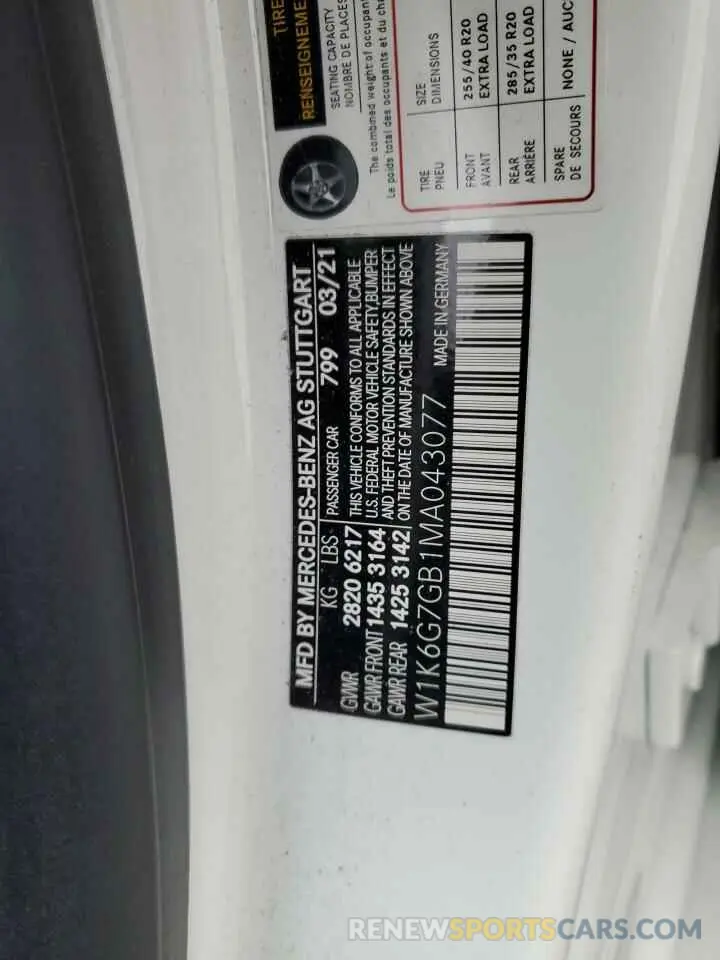 TIRE
RENSEIGNEME
SEATING CAPACITY
NOMBRE DE PLACES
The combined weight of occupant
Le poids total des occupants et du cha
TIRE SIZE
PNEU DIMENSIONS
FRONT 255/40 R20
AVANT EXTRA LOAD
REAR 285/35 R20
ARRIÈRE EXTRA LOAD
SPARE NONE / AUC
DE SECOURS
MFD BY MERCEDES-BENZ AG STUTTGART
KG LBS PASSENGER CAR 799 03/21
GVWR 2820 6217 THIS VEHICLE CONFORMS TO ALL APPLICABLE
GAWR FRONT 1435 3164 U.S. FEDERAL MOTOR VEHICLE SAFETY, BUMPER
GAWR REAR 1425 3142 AND THEFT PREVENTION STANDARDS IN EFFECT
ON THE DATE OF MANUFACTURE SHOWN ABOVE
W1K6G7GB1MA043077 MADE IN GERMANY
RENEWSPORTSCARS.COM